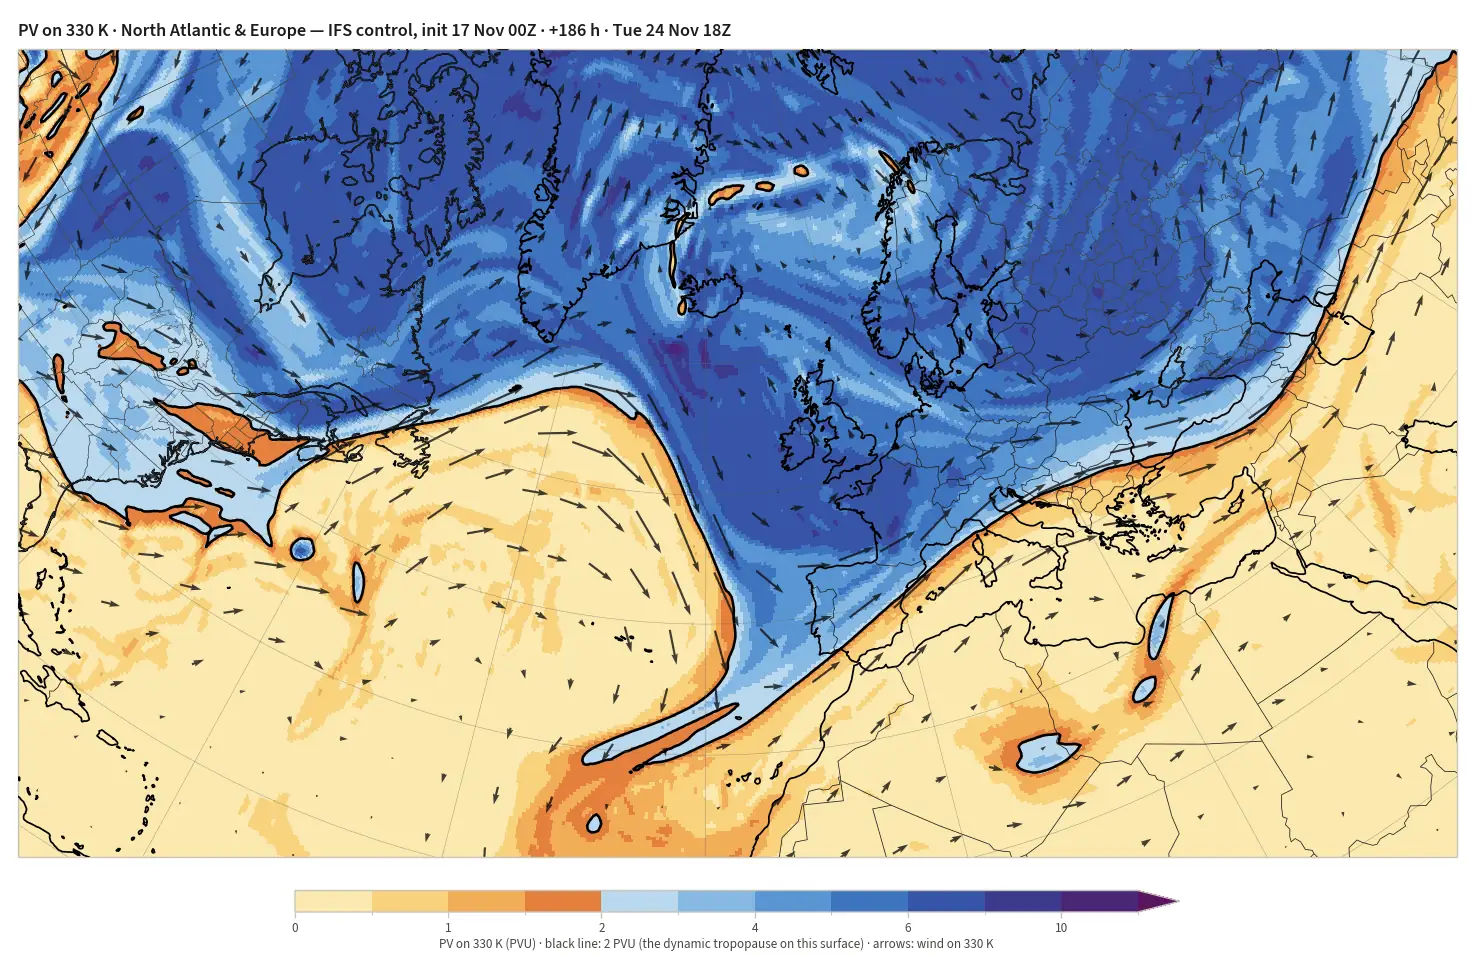 PV on 330 K · North Atlantic & Europe — IFS control, init 17 Nov 00Z · +186 h · Tue 24 Nov 18Z
0 1 2 4 6 10
PV on 330 K (PVU) · black line: 2 PVU (the dynamic tropopause on this surface) · arrows: wind on 330 K